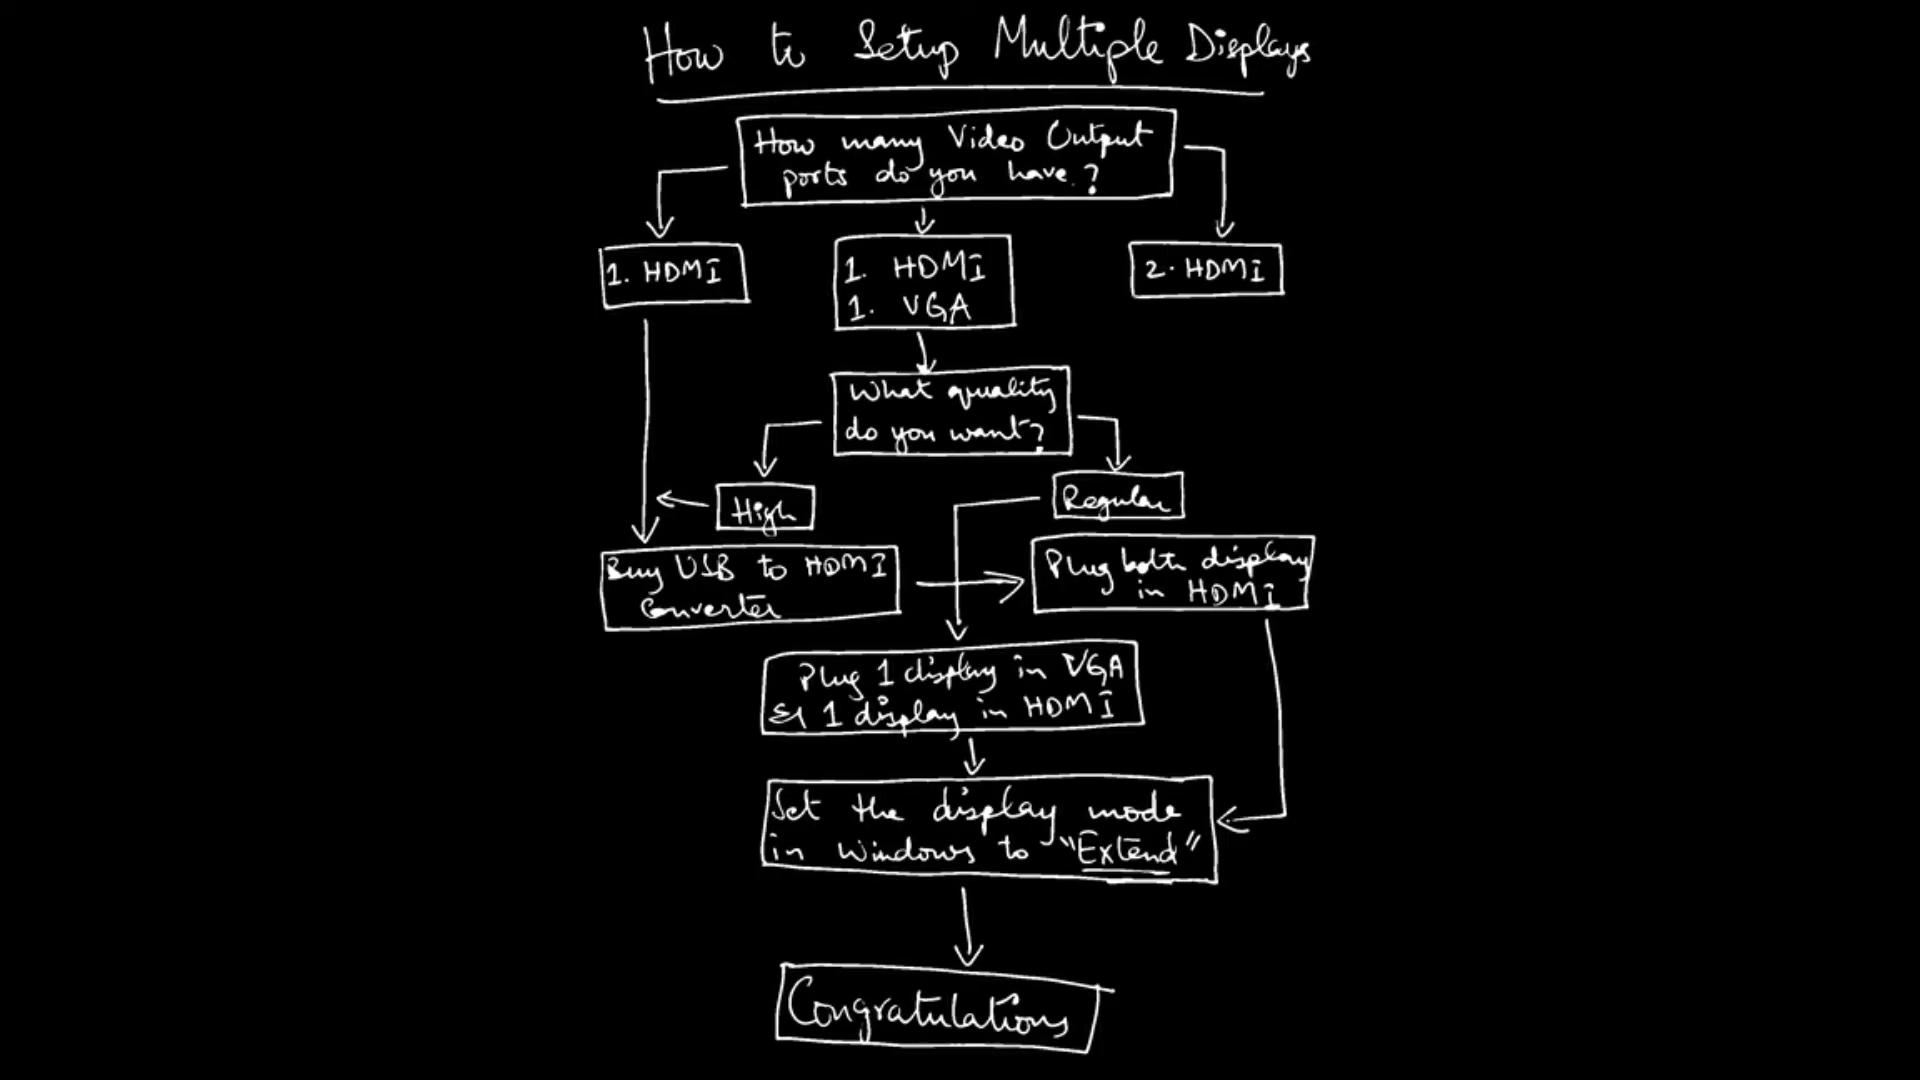 How to Setup Multiple Displays
How many Video Output
ports do you have.?
1. HDMI
1. HDMI
1. VGA
2. HDMI
What quality
do you want?
High
Regular
Buy USB to HDMI
Converter
Plug both display
in HDMI
Plug 1 display in VGA
& 1 display in HDMI
Set the display mode
in Windows to "Extend"
Congratulations